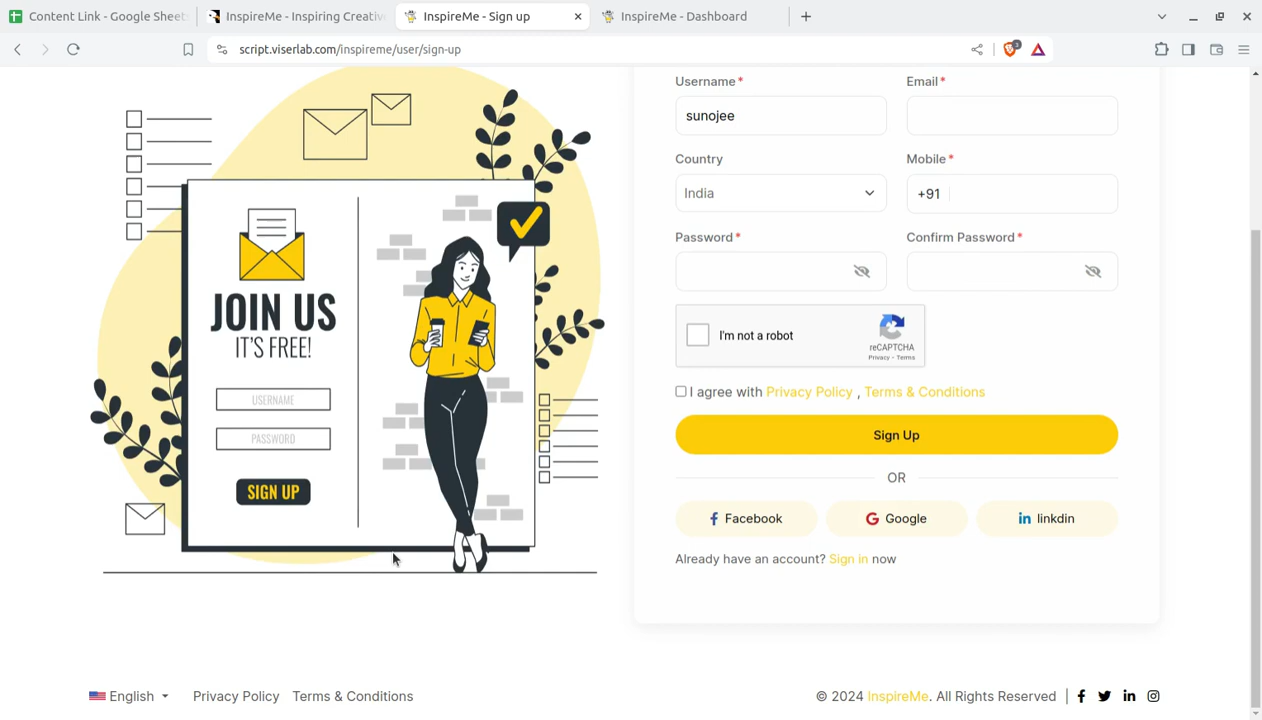 Content Link - Google Sheets
InspireMe - Inspiring Creative
InspireMe - Sign up
InspireMe - Dashboard
script.viserlab.com/inspireme/user/sign-up
3
Username*
Email*
sunojee
Country
Mobile*
India
+91
Password*
Confirm Password*
I'm not a robot
reCAPTCHA
Privacy - Terms
I agree with Privacy Policy , Terms & Conditions
Sign Up
OR
Facebook
Google
linkdin
Already have an account? Sign in now
JOIN US
IT'S FREE!
USERNAME
PASSWORD
SIGN UP
English
Privacy Policy
Terms & Conditions
© 2024 InspireMe. All Rights Reserved